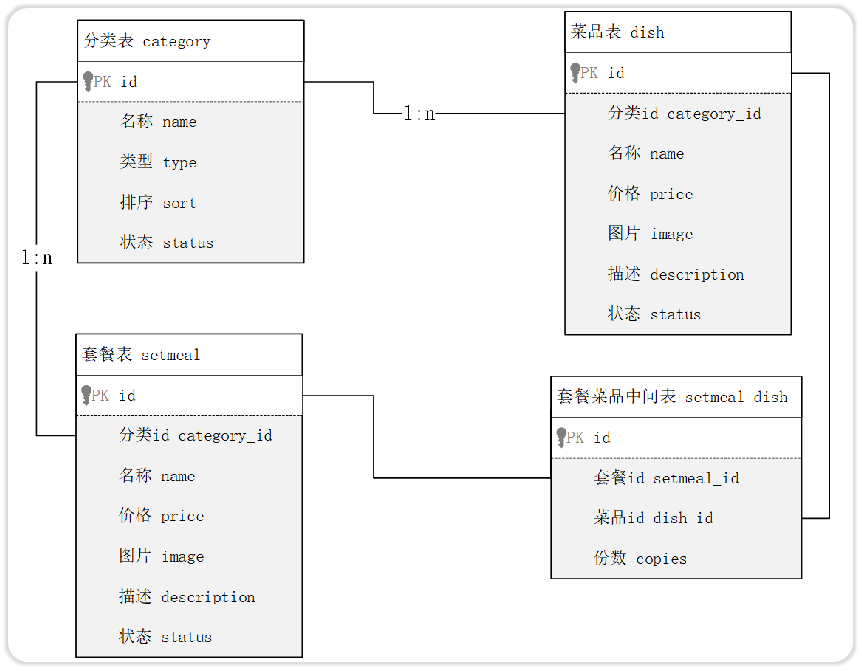 分类表 category
PK id
名称 name
类型 type
排序 sort
状态 status
1:n
菜品表 dish
PK id
分类id category_id
名称 name
价格 price
图片 image
描述 description
状态 status
1:n
套餐表 setmeal
PK id
分类id category_id
名称 name
价格 price
图片 image
描述 description
状态 status
套餐菜品中间表 setmeal dish
PK id
套餐id setmeal_id
菜品id dish id
份数 copies